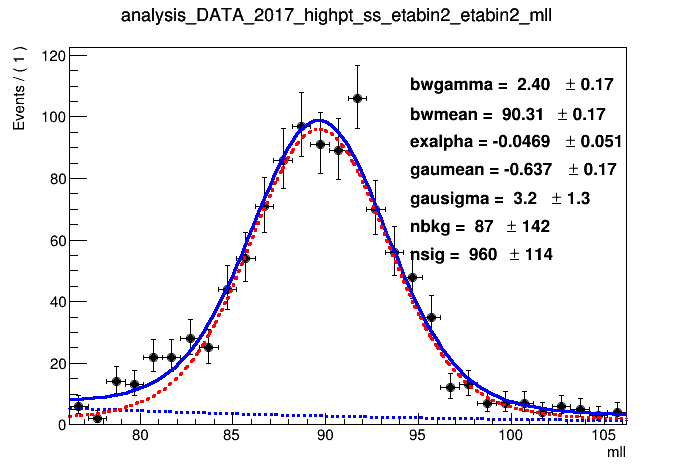 analysis_DATA_2017_highpt_ss_etabin2_etabin2_mll
Events / ( 1 )
120
100
80
60
40
20
0
bwgamma = 2.40 ± 0.17
bwmean = 90.31 ± 0.17
exalpha = -0.0469 ± 0.051
gaumean = -0.637 ± 0.17
gausigma = 3.2 ± 1.3
nbkg = 87 ± 142
nsig = 960 ± 114
80 85 90 95 100 105
mll